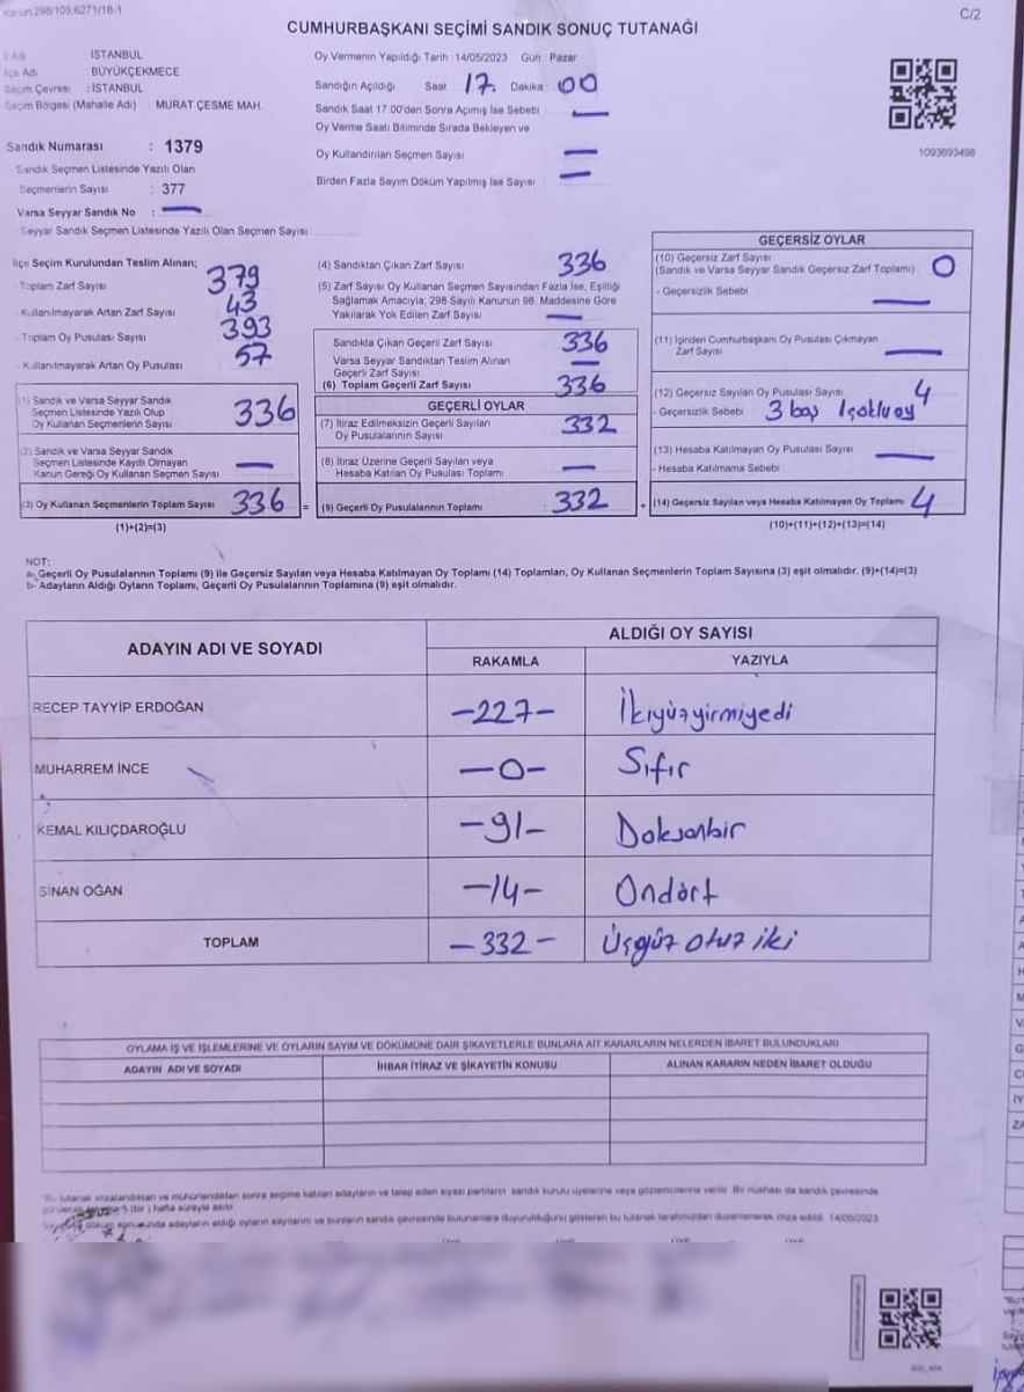 C/2
CUMHURBAŞKANI SEÇİMİ SANDIK SONUÇ TUTANAĞI
İSTANBUL
İlçe Adı : BÜYÜKÇEKMECE
Seçim Çevresi : İSTANBUL
Seçim Bölgesi (Mahalle Adı) : MURAT ÇESME MAH.
Sandık Numarası : 1379
Sandık Seçmen Listesinde Yazılı Olan
Seçmenlerin Sayısı : 377
Varsa Seyyar Sandık No : —
Seyyar Sandık Seçmen Listesinde Yazılı Olan Seçmen Sayısı
Oy Vermenin Yapıldığı Tarih : 14/05/2023 Gün : Pazar
Sandığın Açıldığı Saat 17. Dakika : 00
Sandık Saat 17.00'den Sonra Açılmış İse Sebebi : —
Oy Verme Saati Bitiminde Sırada Bekleyen ve
Oy Kullandırılan Seçmen Sayısı —
Birden Fazla Sayım Döküm Yapılmış İse Sayısı —
1093693498
İlçe Seçim Kurulundan Teslim Alınan;
Toplam Zarf Sayısı 379
- Kullanılmayarak Artan Zarf Sayısı 43
- Toplam Oy Pusulası Sayısı 393
- Kullanılmayarak Artan Oy Pusulası 57
(1) Sandık ve Varsa Seyyar Sandık
Seçmen Listesinde Yazılı Olup
Oy Kullanan Seçmenlerin Sayısı 336
(2) Sandık ve Varsa Seyyar Sandık
Seçmen Listesinde Kayıtlı Olmayan
Kanun Gereği Oy Kullanan Seçmen Sayısı —
(3) Oy Kullanan Seçmenlerin Toplam Sayısı 336 =
(1)+(2)=(3)
(4) Sandıktan Çıkan Zarf Sayısı 336
(5) Zarf Sayısı Oy Kullanan Seçmen Sayısından Fazla İse, Eşitliği
Sağlamak Amacıyla; 298 Sayılı Kanunun 98. Maddesine Göre
Yakılarak Yok Edilen Zarf Sayısı —
Sandıkta Çıkan Geçerli Zarf Sayısı 336
Varsa Seyyar Sandıktan Teslim Alınan
Geçerli Zarf Sayısı —
(6) Toplam Geçerli Zarf Sayısı 336
GEÇERLİ OYLAR
(7) İtiraz Edilmeksizin Geçerli Sayılan
Oy Pusulalarının Sayısı 332
(8) İtiraz Üzerine Geçerli Sayılan veya
Hesaba Katılan Oy Pusulası Toplamı —
(9) Geçerli Oy Pusulalarının Toplamı 332 +
GEÇERSİZ OYLAR
(10) Geçersiz Zarf Sayısı
(Sandık ve Varsa Seyyar Sandık Geçersiz Zarf Toplamı) 0
- Geçersizlik Sebebi —
(11) İçinden Cumhurbaşkanı Oy Pusulası Çıkmayan
Zarf Sayısı —
(12) Geçersiz Sayılan Oy Pusulası Sayısı 4
- Geçersizlik Sebebi 3 boş 1 çoklu oy
(13) Hesaba Katılmayan Oy Pusulası Sayısı —
- Hesaba Katılmama Sebebi
(14) Geçersiz Sayılan veya Hesaba Katılmayan Oy Toplamı 4
(10)+(11)+(12)+(13)=(14)
NOT:
a- Geçerli Oy Pusulalarının Toplamı (9) ile Geçersiz Sayılan veya Hesaba Katılmayan Oy Toplamı (14) Toplamları, Oy Kullanan Seçmenlerin Toplam Sayısına (3) eşit olmalıdır. (9)+(14)=(3)
b- Adayların Aldığı Oyların Toplamı, Geçerli Oy Pusulalarının Toplamına (9) eşit olmalıdır.
ADAYIN ADI VE SOYADI
ALDIĞI OY SAYISI
RAKAMLA YAZIYLA
RECEP TAYYİP ERDOĞAN -227- İkiyüzyirmiyedi
MUHARREM İNCE -0- Sıfır
KEMAL KILIÇDAROĞLU -91- Doksanbir
SİNAN OĞAN -14- Ondört
TOPLAM -332- Üçyüz otuz iki
OYLAMA İŞ VE İŞLEMLERİNE VE OYLARIN SAYIM VE DÖKÜMÜNE DAİR ŞİKAYETLERLE BUNLARA AİT KARARLARIN NELERDEN İBARET BULUNDUKLARI
ADAYIN ADI VE SOYADI İHBAR İTİRAZ VE ŞİKAYETİN KONUSU ALINAN KARARIN NEDEN İBARET OLDUĞU